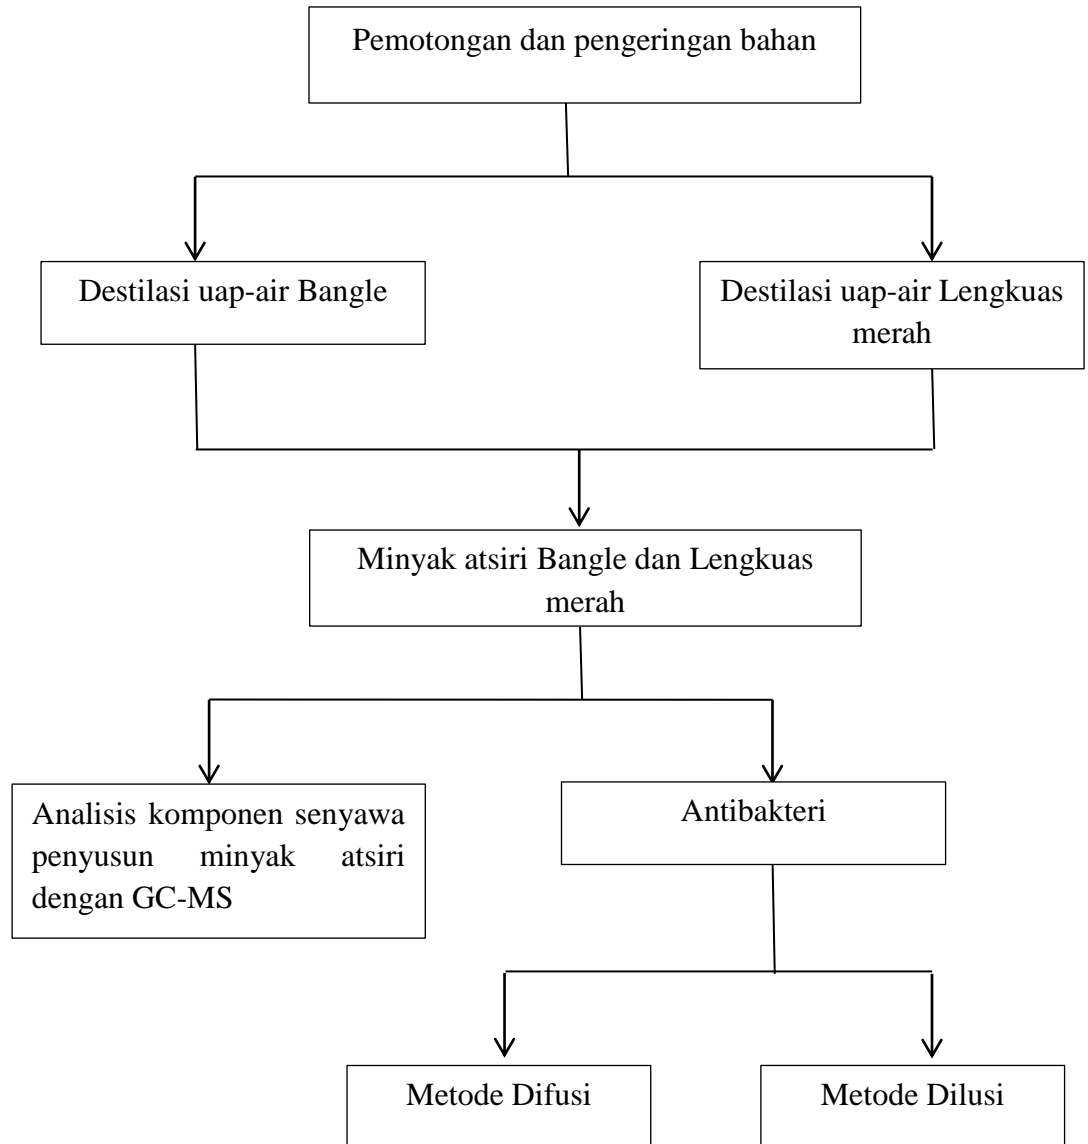 Pemotongan dan pengeringan bahan
Destilasi uap-air Bangle
Destilasi uap-air Lengkuas
merah
Minyak atsiri Bangle dan Lengkuas
merah
Analisis komponen senyawa
penyusun minyak atsiri
dengan GC-MS
Antibakteri
Metode Difusi
Metode Dilusi